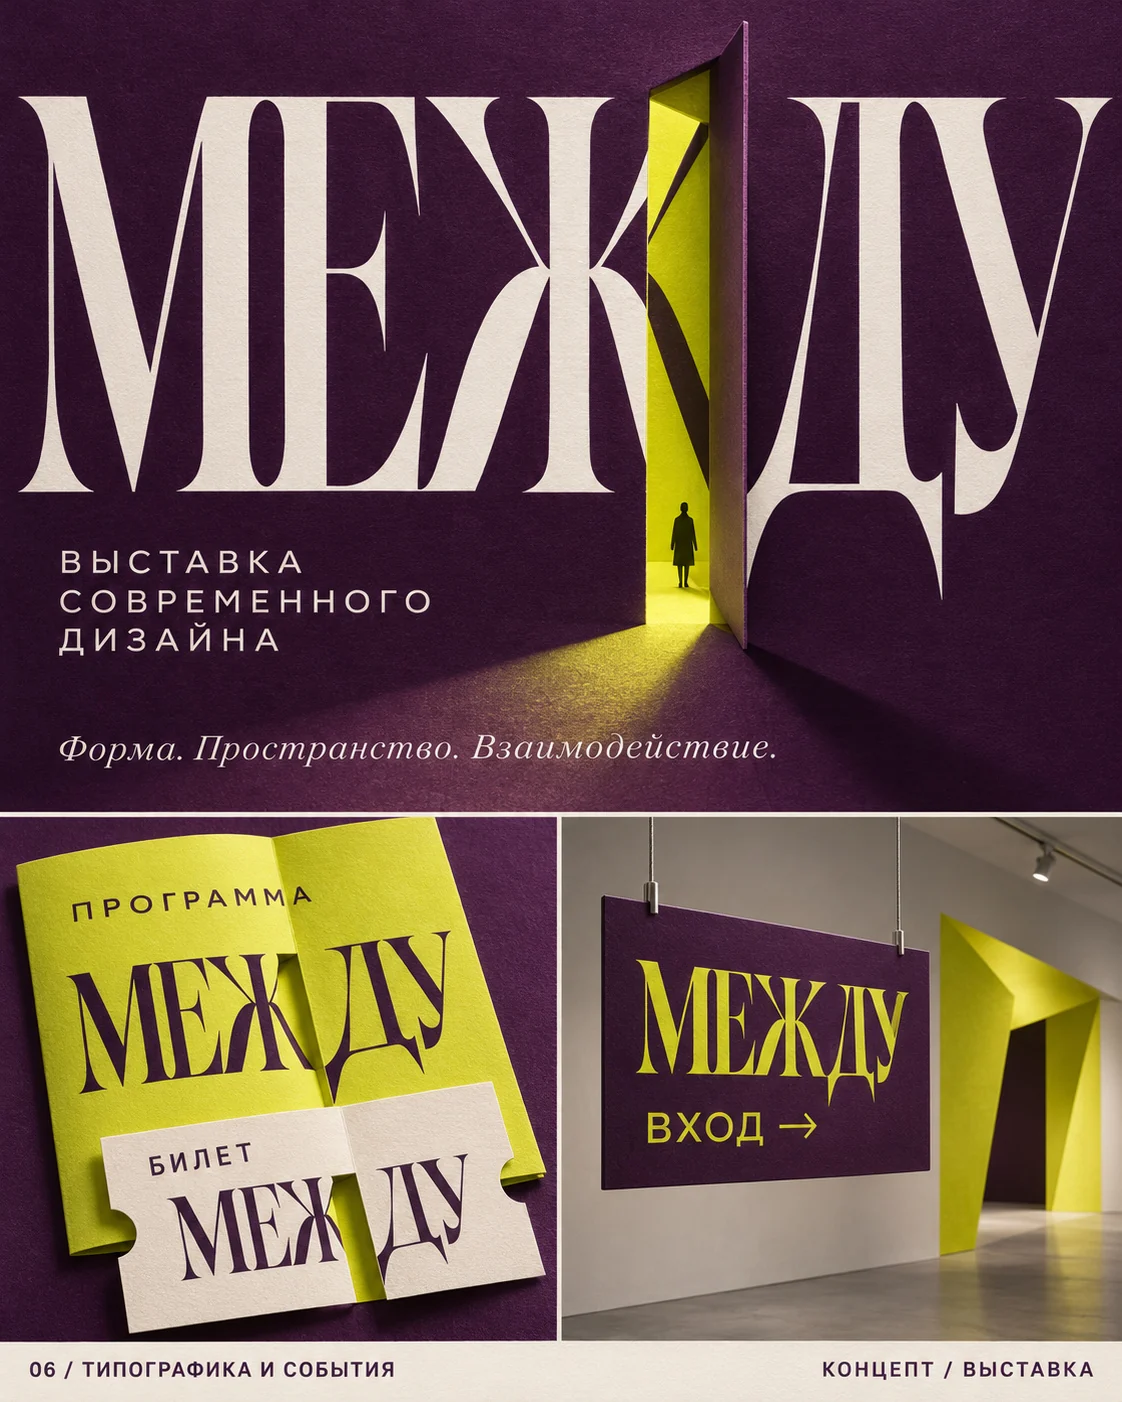 МЕЖДУ
ВЫСТАВКА
СОВРЕМЕННОГО
ДИЗАЙНА
Форма. Пространство. Взаимодействие.
ПРОГРАММА
МЕЖДУ
БИЛЕТ
МЕЖДУ
МЕЖДУ
ВХОД →
06 / ТИПОГРАФИКА И СОБЫТИЯ
КОНЦЕПТ / ВЫСТАВКА